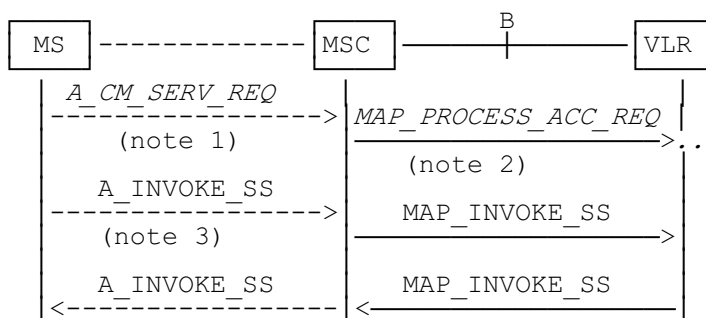 B
MS MSC VLR
A_CM_SERV_REQ
MAP_PROCESS_ACC_REQ
(note 1)
..
(note 2)
A_INVOKE_SS
MAP_INVOKE_SS
(note 3)
A_INVOKE_SS MAP_INVOKE_SS